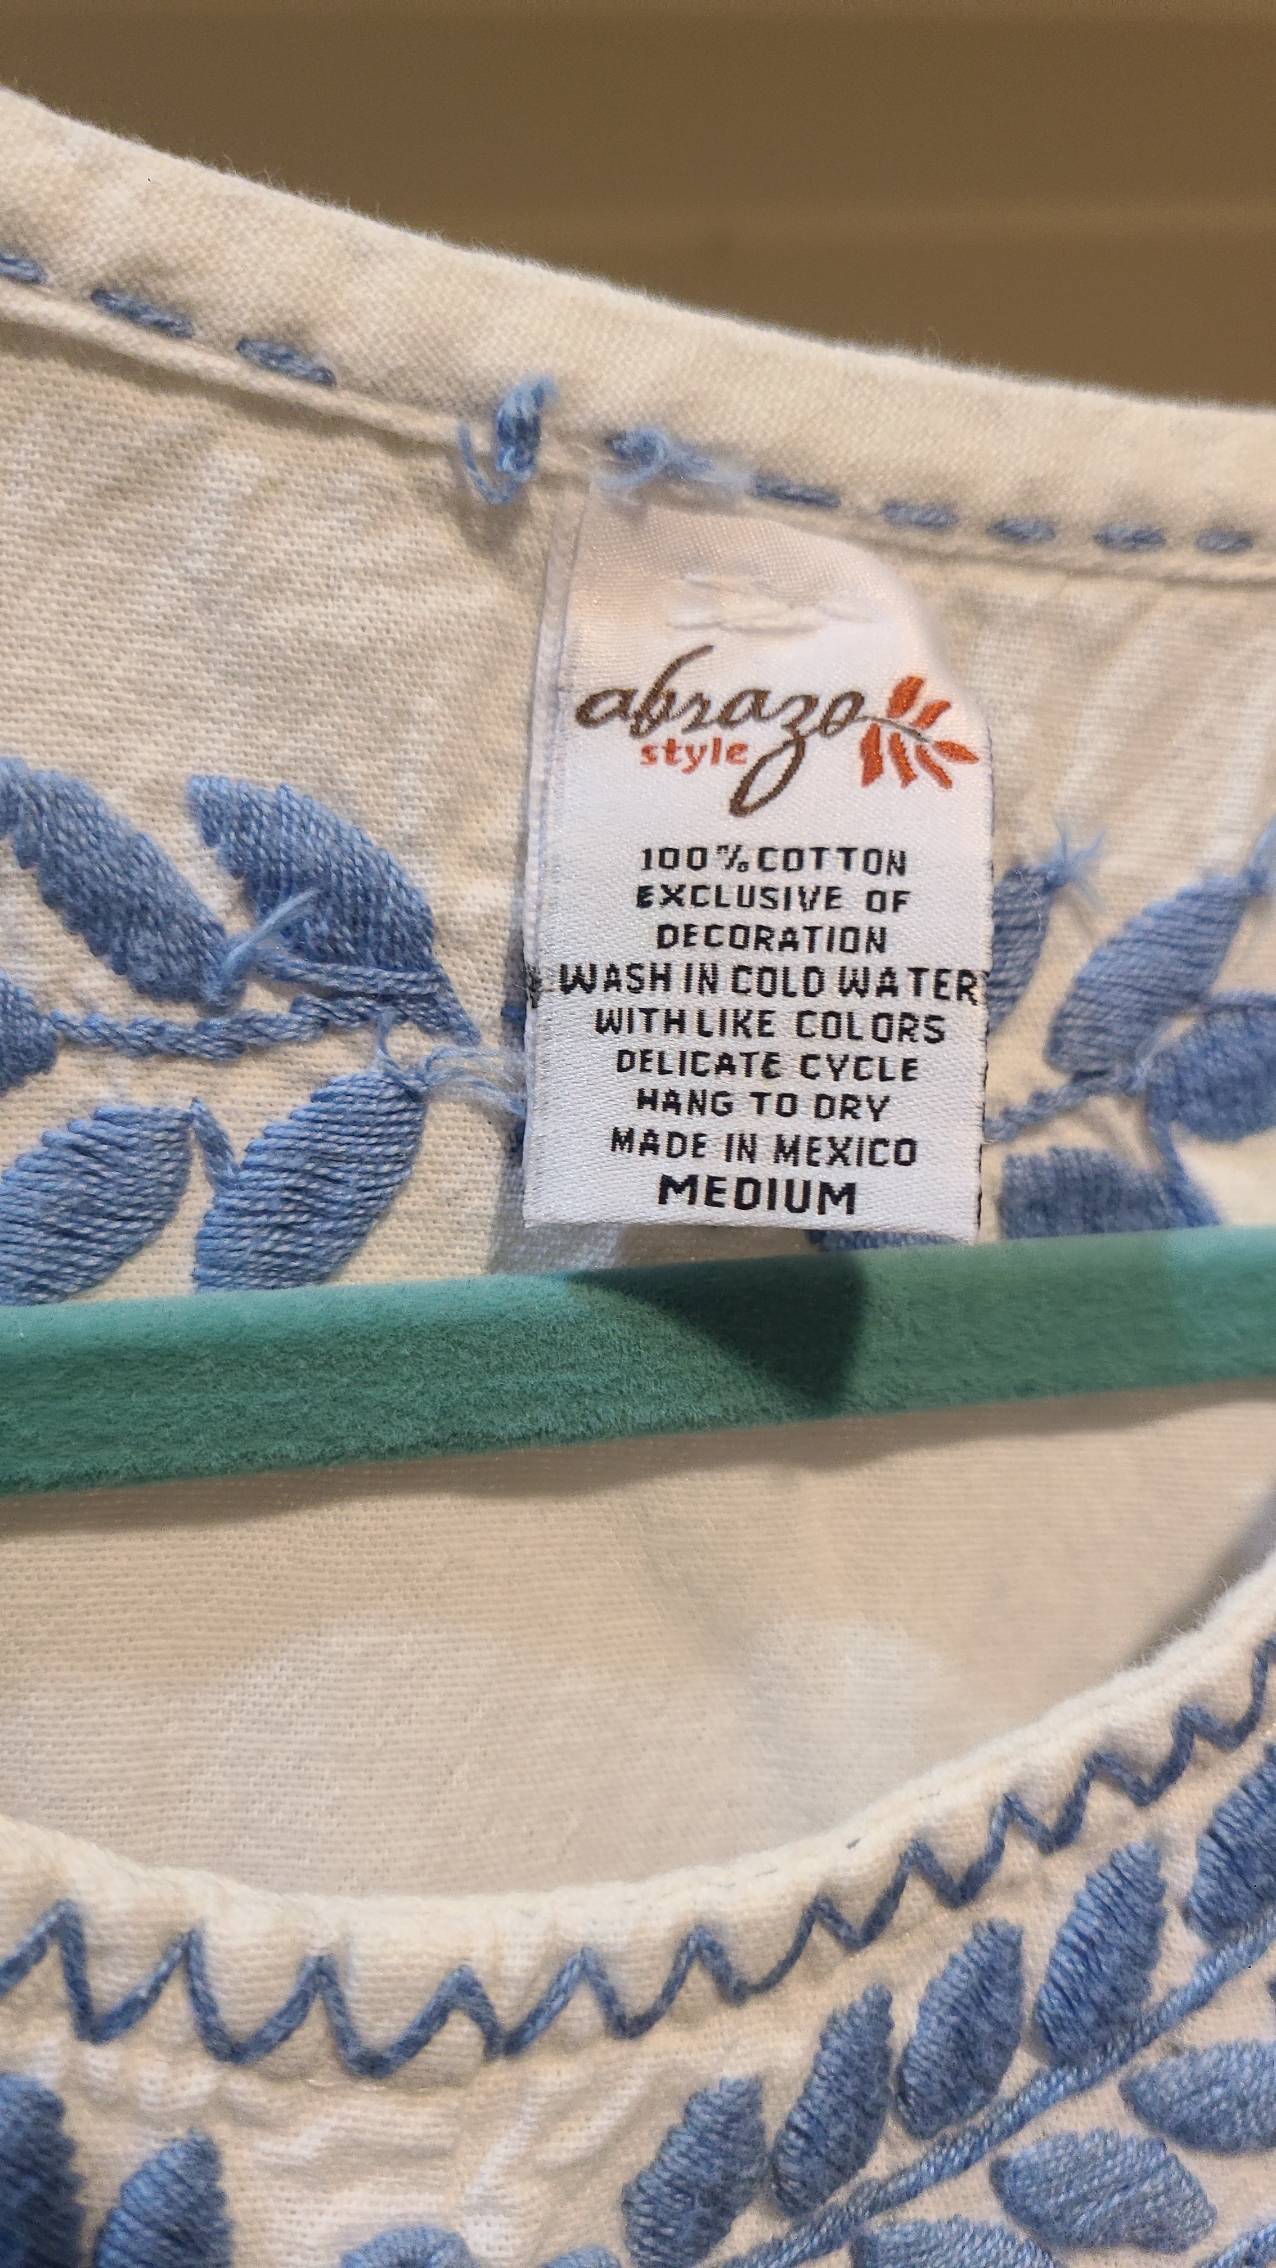 abrazo
style
100% COTTON
EXCLUSIVE OF
DECORATION
WASH IN COLD WATER
WITH LIKE COLORS
DELICATE CYCLE
HANG TO DRY
MADE IN MEXICO
MEDIUM